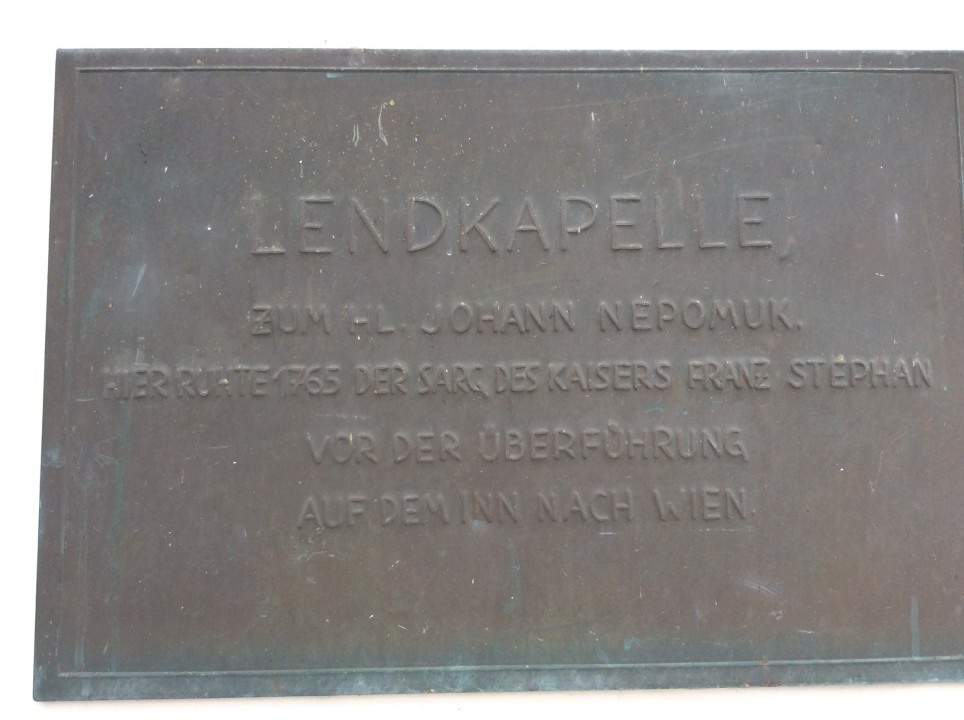 LENDKAPELLE,
ZUM HL. JOHANN NEPOMUK.
HIER RUHTE 1765 DER SARG DES KAISERS FRANZ STEPHAN
VOR DER ÜBERFÜHRUNG
AUF DEM INN NACH WIEN.